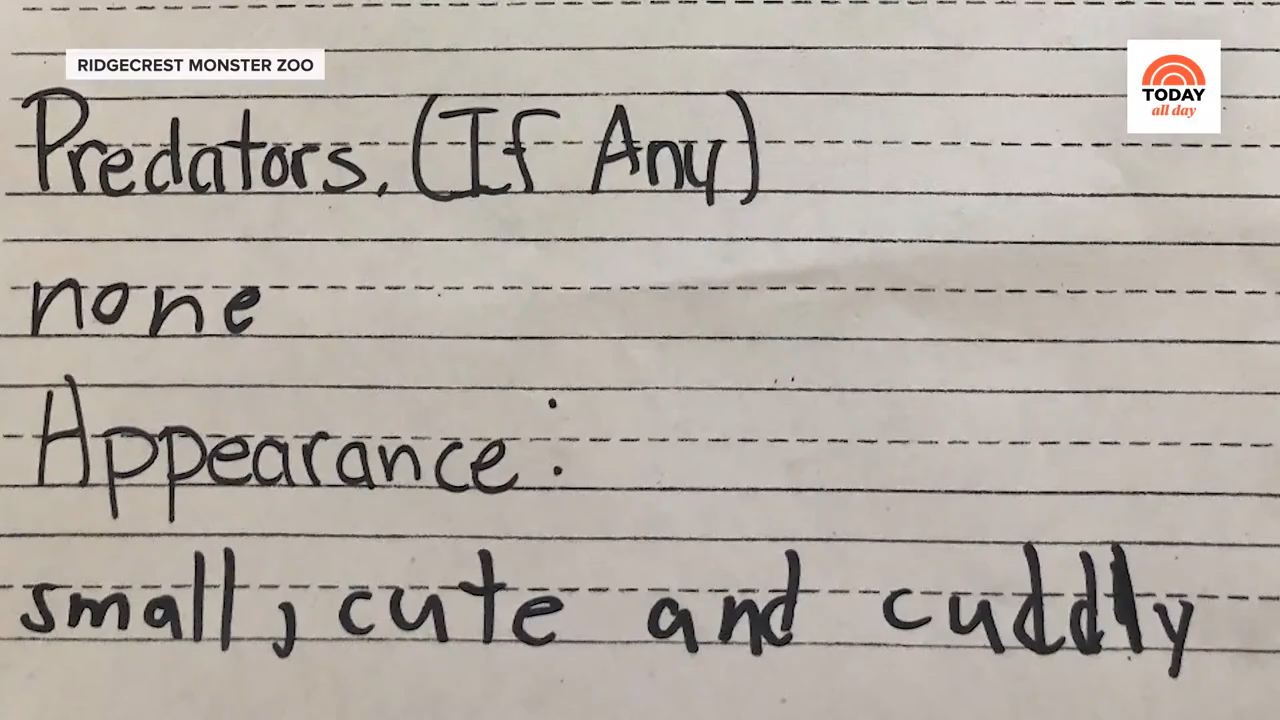 RIDGECREST MONSTER ZOO
TODAY
all day
Predators. (If Any)
none
Appearance:
small, cute and cuddly